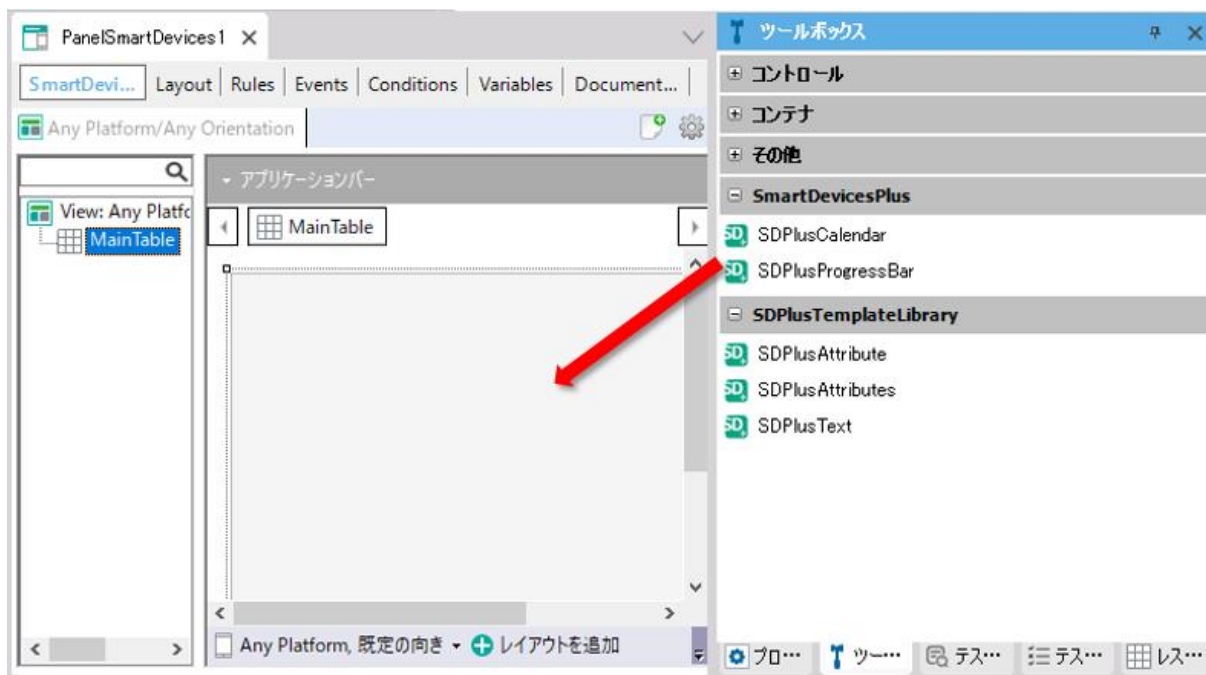 PanelSmartDevices1
SmartDevi... Layout Rules Events Conditions Variables Document...
Any Platform/Any Orientation
View: Any Platfo
MainTable
アプリケーションバー
MainTable
Any Platform, 既定の向き レイアウトを追加
ツールボックス
コントロール
コンテナ
その他
SmartDevicesPlus
SDPlusCalendar
SDPlusProgressBar
SDPlusTemplateLibrary
SDPlusAttribute
SDPlusAttributes
SDPlusText
プロ… ツー… テス… テス… レス…